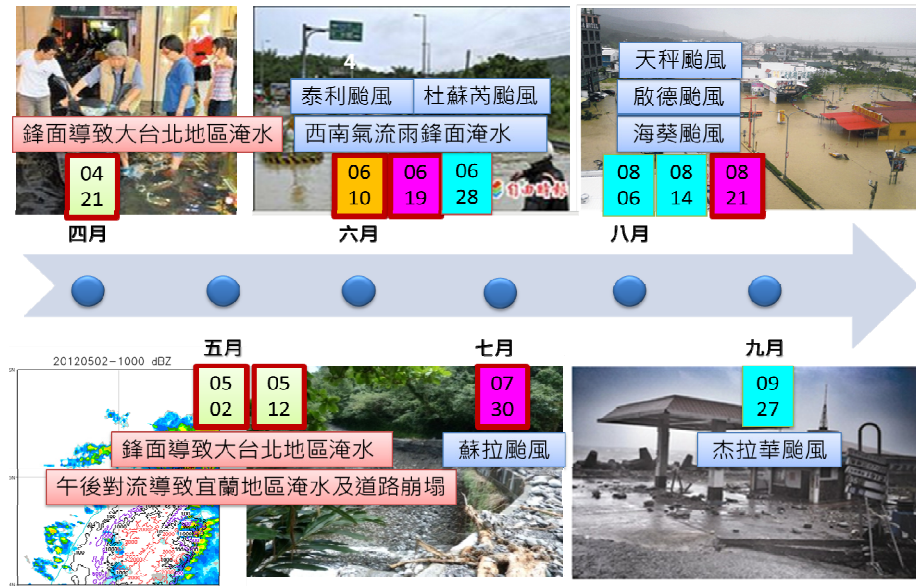 泰利颱風
杜蘇芮颱風
西南氣流雨鋒面淹水
天秤颱風
啟德颱風
海葵颱風
鋒面導致大台北地區淹水
04
21
06
10
06
19
06
28
08
06
08
14
08
21
自由時報
四月
六月
八月
五月
七月
九月
20120502-1000 dBZ
05
02
05
12
07
30
09
27
鋒面導致大台北地區淹水
午後對流導致宜蘭地區淹水及道路崩塌
蘇拉颱風
杰拉華颱風